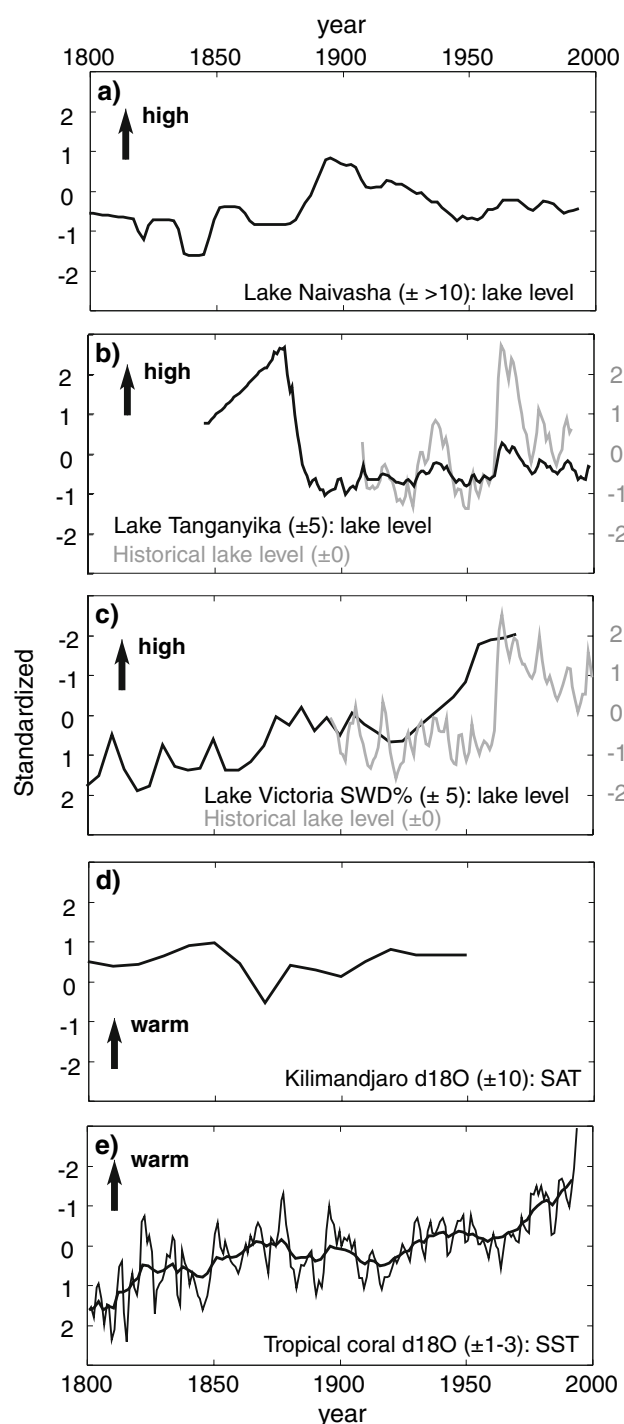 year
1800 1850 1900 1950 2000
a)
high
2
1
0
-1
-2
Lake Naivasha (± >10): lake level
b)
high
2 2
1 1
0 0
-1 -1
-2 -2
Lake Tanganyika (±5): lake level
Historical lake level (±0)
c)
high
Standardized
-2 2
-1 1
0 0
1 -1
2 -2
Lake Victoria SWD% (± 5): lake level
Historical lake level (±0)
d)
2
1
0
-1
-2
warm
Kilimandjaro d18O (±10): SAT
e)
warm
-2
-1
0
1
2
Tropical coral d18O (±1-3): SST
1800 1850 1900 1950 2000
year